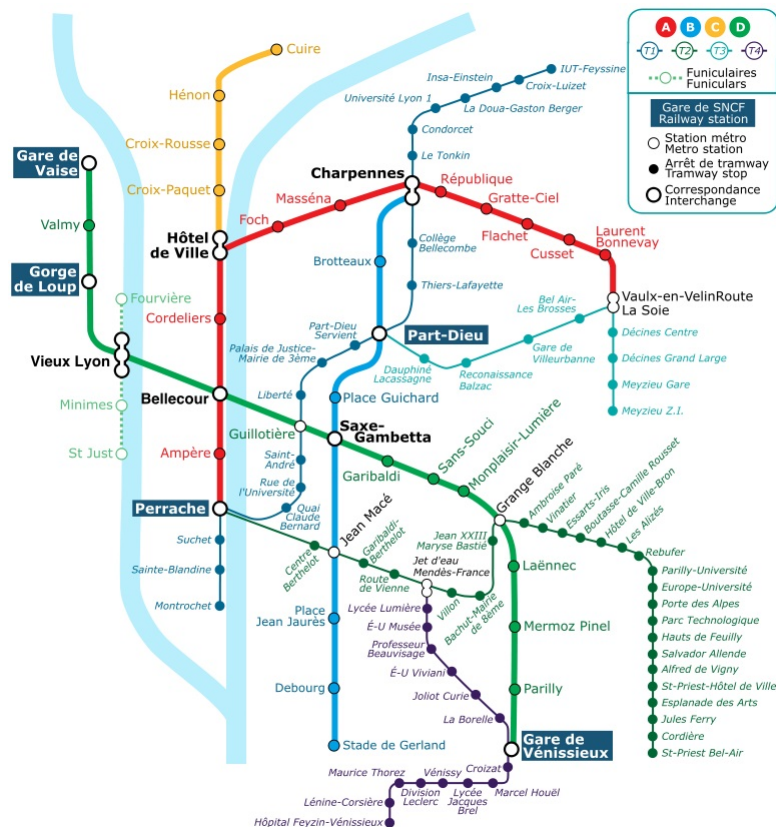 A B C D
T1 T2 T3 T4
Funiculaires
Funiculars
Gare de SNCF
Railway station
Station métro
Metro station
Arrêt de tramway
Tramway stop
Correspondance
Interchange
Cuire
Hénon
Croix-Rousse
Croix-Paquet
Hôtel
de Ville
Foch
Masséna
Charpennes
République
Gratte-Ciel
Flachet
Cusset
Laurent
Bonnevay
Vaulx-en-VelinRoute
La Soie
IUT-Feyssine
Croix-Luizet
Insa-Einstein
La Doua-Gaston Berger
Université Lyon 1
Condorcet
Le Tonkin
Collège
Bellecombe
Thiers-Lafayette
Brotteaux
Part-Dieu
Part-Dieu
Servient
Palais de Justice-
Mairie de 3ème
Liberté
Place Guichard
Saxe-
Gambetta
Dauphiné
Lacassagne
Reconaissance
Balzac
Gare de
Villeurbanne
Bel Air-
Les Brosses
Décines Centre
Décines Grand Large
Meyzieu Gare
Meyzieu Z.I.
Gare de
Vaise
Valmy
Gorge
de Loup
Fourvière
Vieux Lyon
Minimes
St Just
Cordeliers
Bellecour
Ampère
Perrache
Guillotière
Saint-
André
Rue de
l'Université
Quai
Claude
Bernard
Suchet
Sainte-Blandine
Montrochet
Garibaldi
Sans-Souci
Monplaisir-Lumière
Grange Blanche
Laënnec
Mermoz Pinel
Parilly
Gare de
Vénissieux
Centre
Berthelot
Jean Macé
Garibaldi-
Berthelot
Route
de Vienne
Jet d'eau
Mendès-France
Villon
Bachut-Mairie
de 8ème
Jean XXIII
Maryse Bastié
Ambroise Paré
Vinatier
Essarts-Iris
Boutasse-Camille Rousset
Hôtel de Ville-Bron
Les Alizés
Rebufer
Parilly-Université
Europe-Université
Porte des Alpes
Parc Technologique
Hauts de Feuilly
Salvador Allende
Alfred de Vigny
St-Priest-Hôtel de Ville
Esplanade des Arts
Jules Ferry
Cordière
St-Priest Bel-Air
Place
Jean Jaurès
Debourg
Stade de Gerland
Lycée Lumière
É-U Musée
Professeur
Beauvisage
É-U Viviani
Joliot Curie
La Borelle
Croizat
Marcel Houël
Lycée
Jacques
Brel
Vénissy
Division
Leclerc
Maurice Thorez
Lénine-Corsière
Hôpital Feyzin-Vénissieux